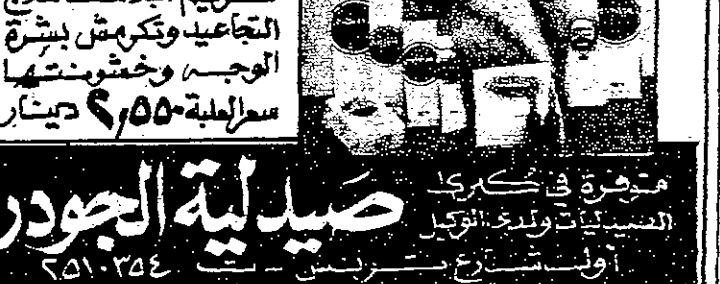 التجاعيد وتكرمش بشرة
الوجه وخشونتها
سعر العلبة ٢,٥٥٠ دينار
متوفرة في كبرى
الصيدليات ولدى الوكيل
صيدلية الجودر
أول شارع ... ـ ت ٢٥١٠٣٥٤